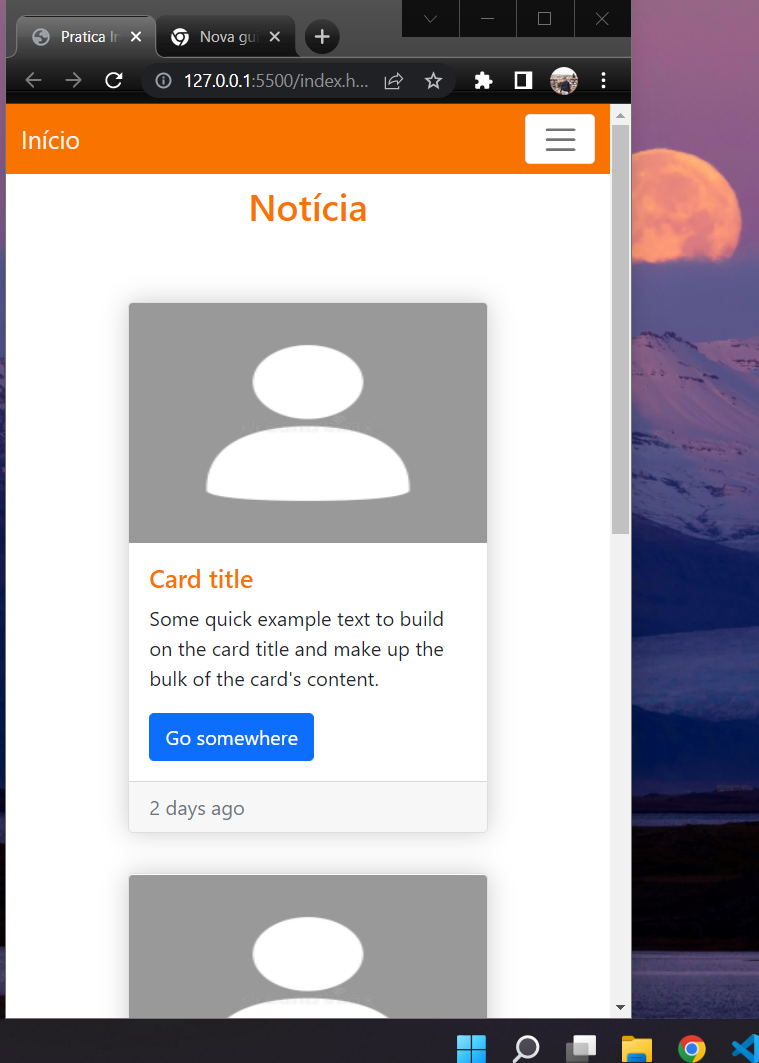 Pratica In
Nova gui
127.0.0.1:5500/index.h...
Início
Notícia
Card title
Some quick example text to build
on the card title and make up the
bulk of the card's content.
Go somewhere
2 days ago